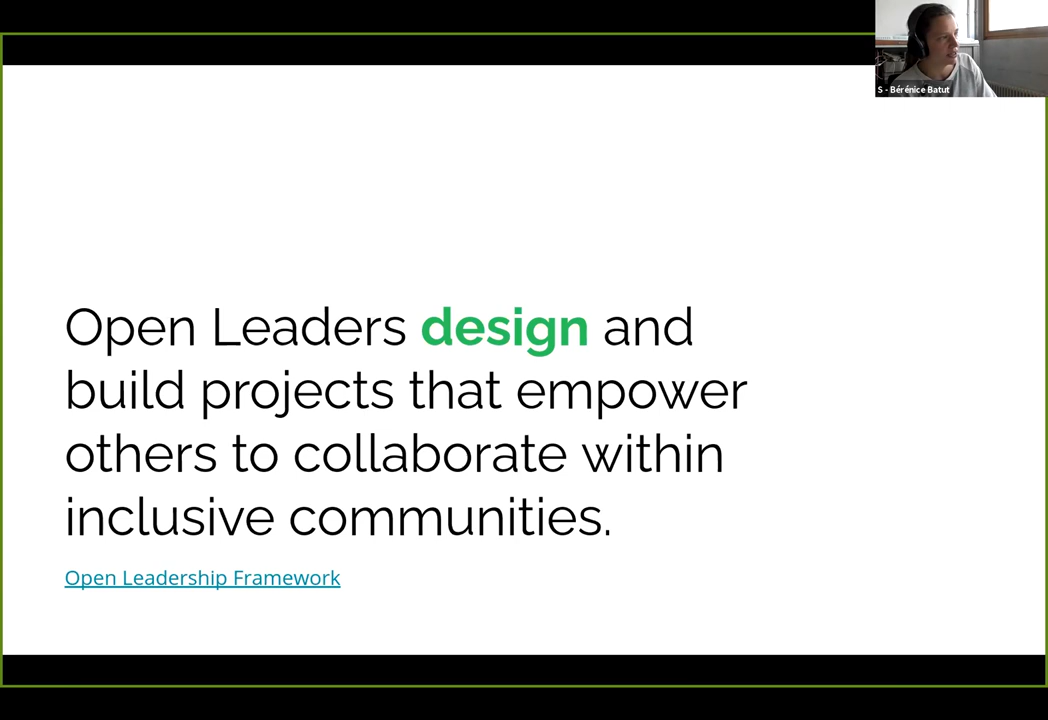 S - Bérénice Batut
Open Leaders design and
build projects that empower
others to collaborate within
inclusive communities.
Open Leadership Framework